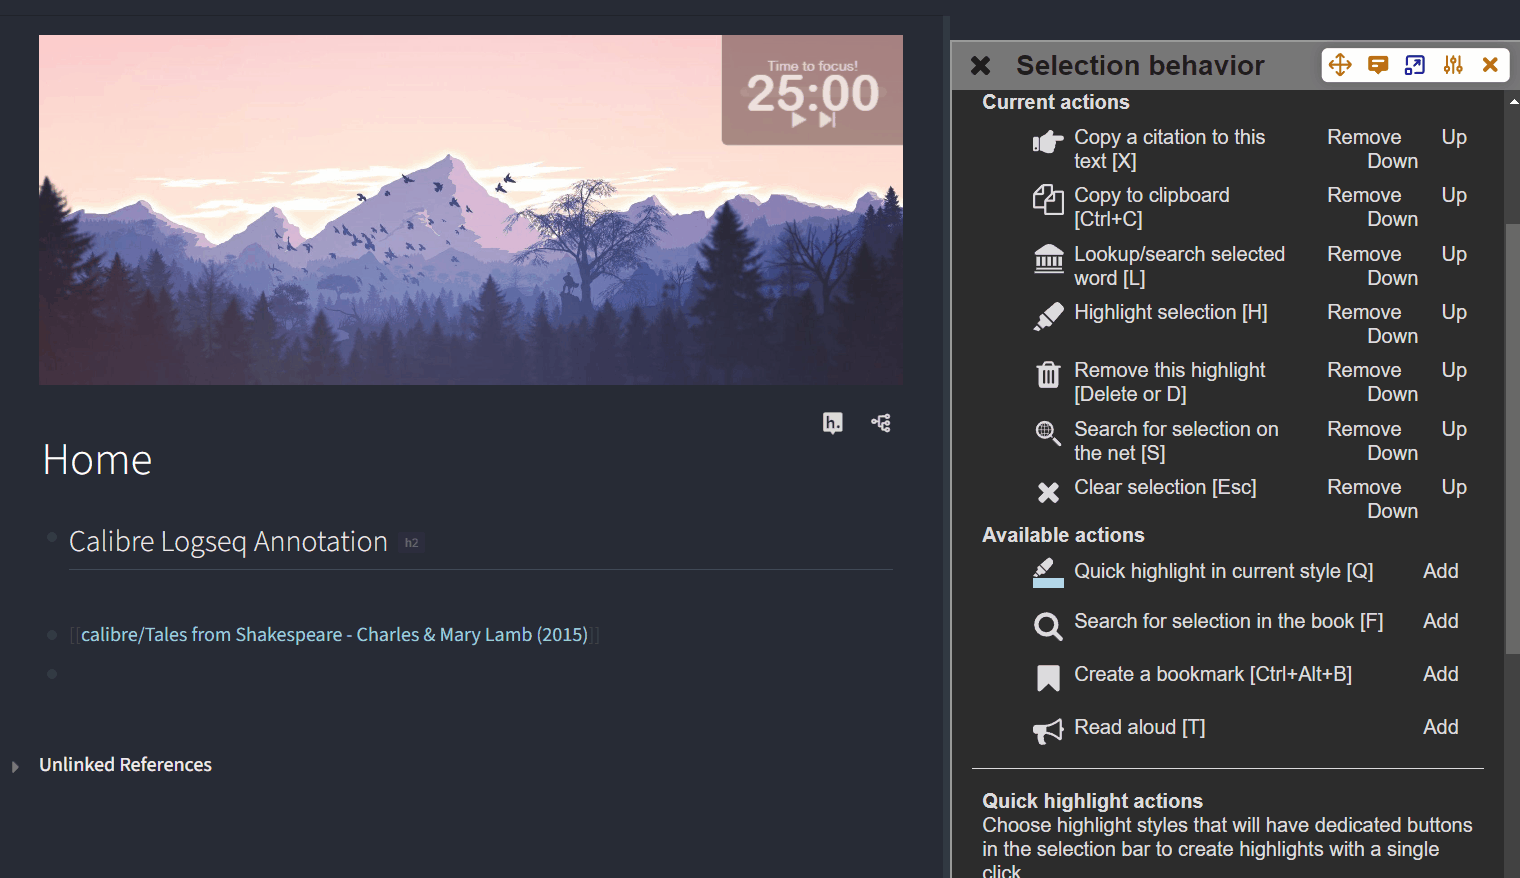 Time to focus!
25:00
h.
Home
Calibre Logseq Annotation h2
[[calibre/Tales from Shakespeare - Charles & Mary Lamb (2015)]]
Unlinked References
Selection behavior
Current actions
Copy a citation to this
text [X]
Remove Up
Down
Copy to clipboard
[Ctrl+C]
Remove Up
Down
Lookup/search selected
word [L]
Remove Up
Down
Highlight selection [H]
Remove Up
Down
Remove this highlight
[Delete or D]
Remove Up
Down
Search for selection on
the net [S]
Remove Up
Down
Clear selection [Esc]
Remove Up
Down
Available actions
Quick highlight in current style [Q] Add
Search for selection in the book [F] Add
Create a bookmark [Ctrl+Alt+B] Add
Read aloud [T] Add
Quick highlight actions
Choose highlight styles that will have dedicated buttons
in the selection bar to create highlights with a single
click